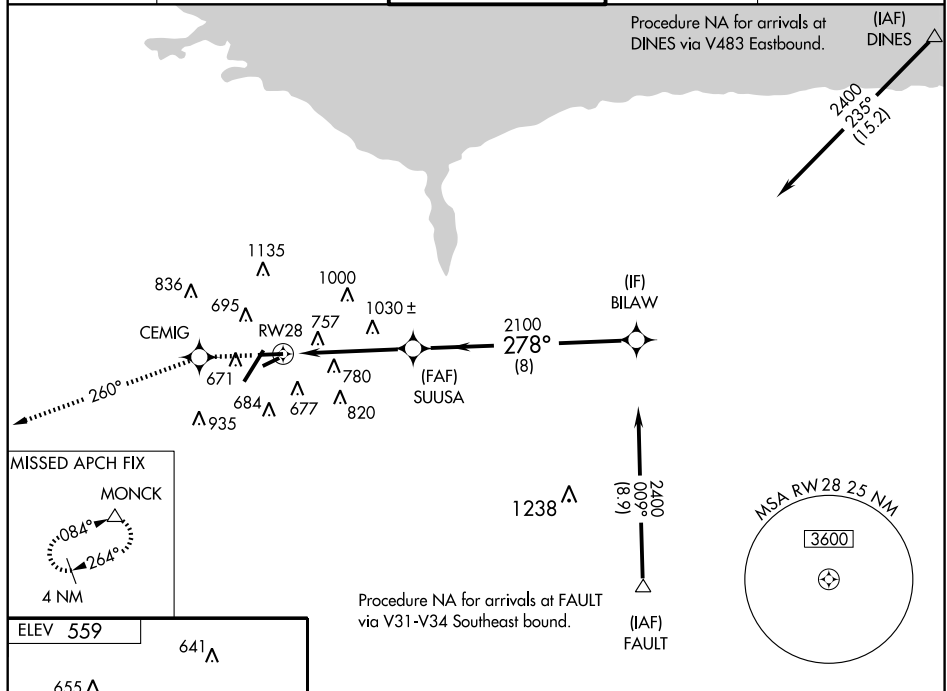 Procedure NA for arrivals at
DINES via V483 Eastbound.
(IAF)
DINES
2400
235°
(15.2)
1135
836
1000
695
1030 ±
(IF)
BILAW
CEMIG
RW28
757
2100
278°
(8)
671
780
(FAF)
SUUSA
260°
684
677
820
935
MISSED APCH FIX
MONCK
084°
264°
4 NM
1238
2400
009°
(8.9)
MSA RW 28 25 NM
3600
Procedure NA for arrivals at FAULT
via V31-V34 Southeast bound.
(IAF)
FAULT
ELEV 559
641
655